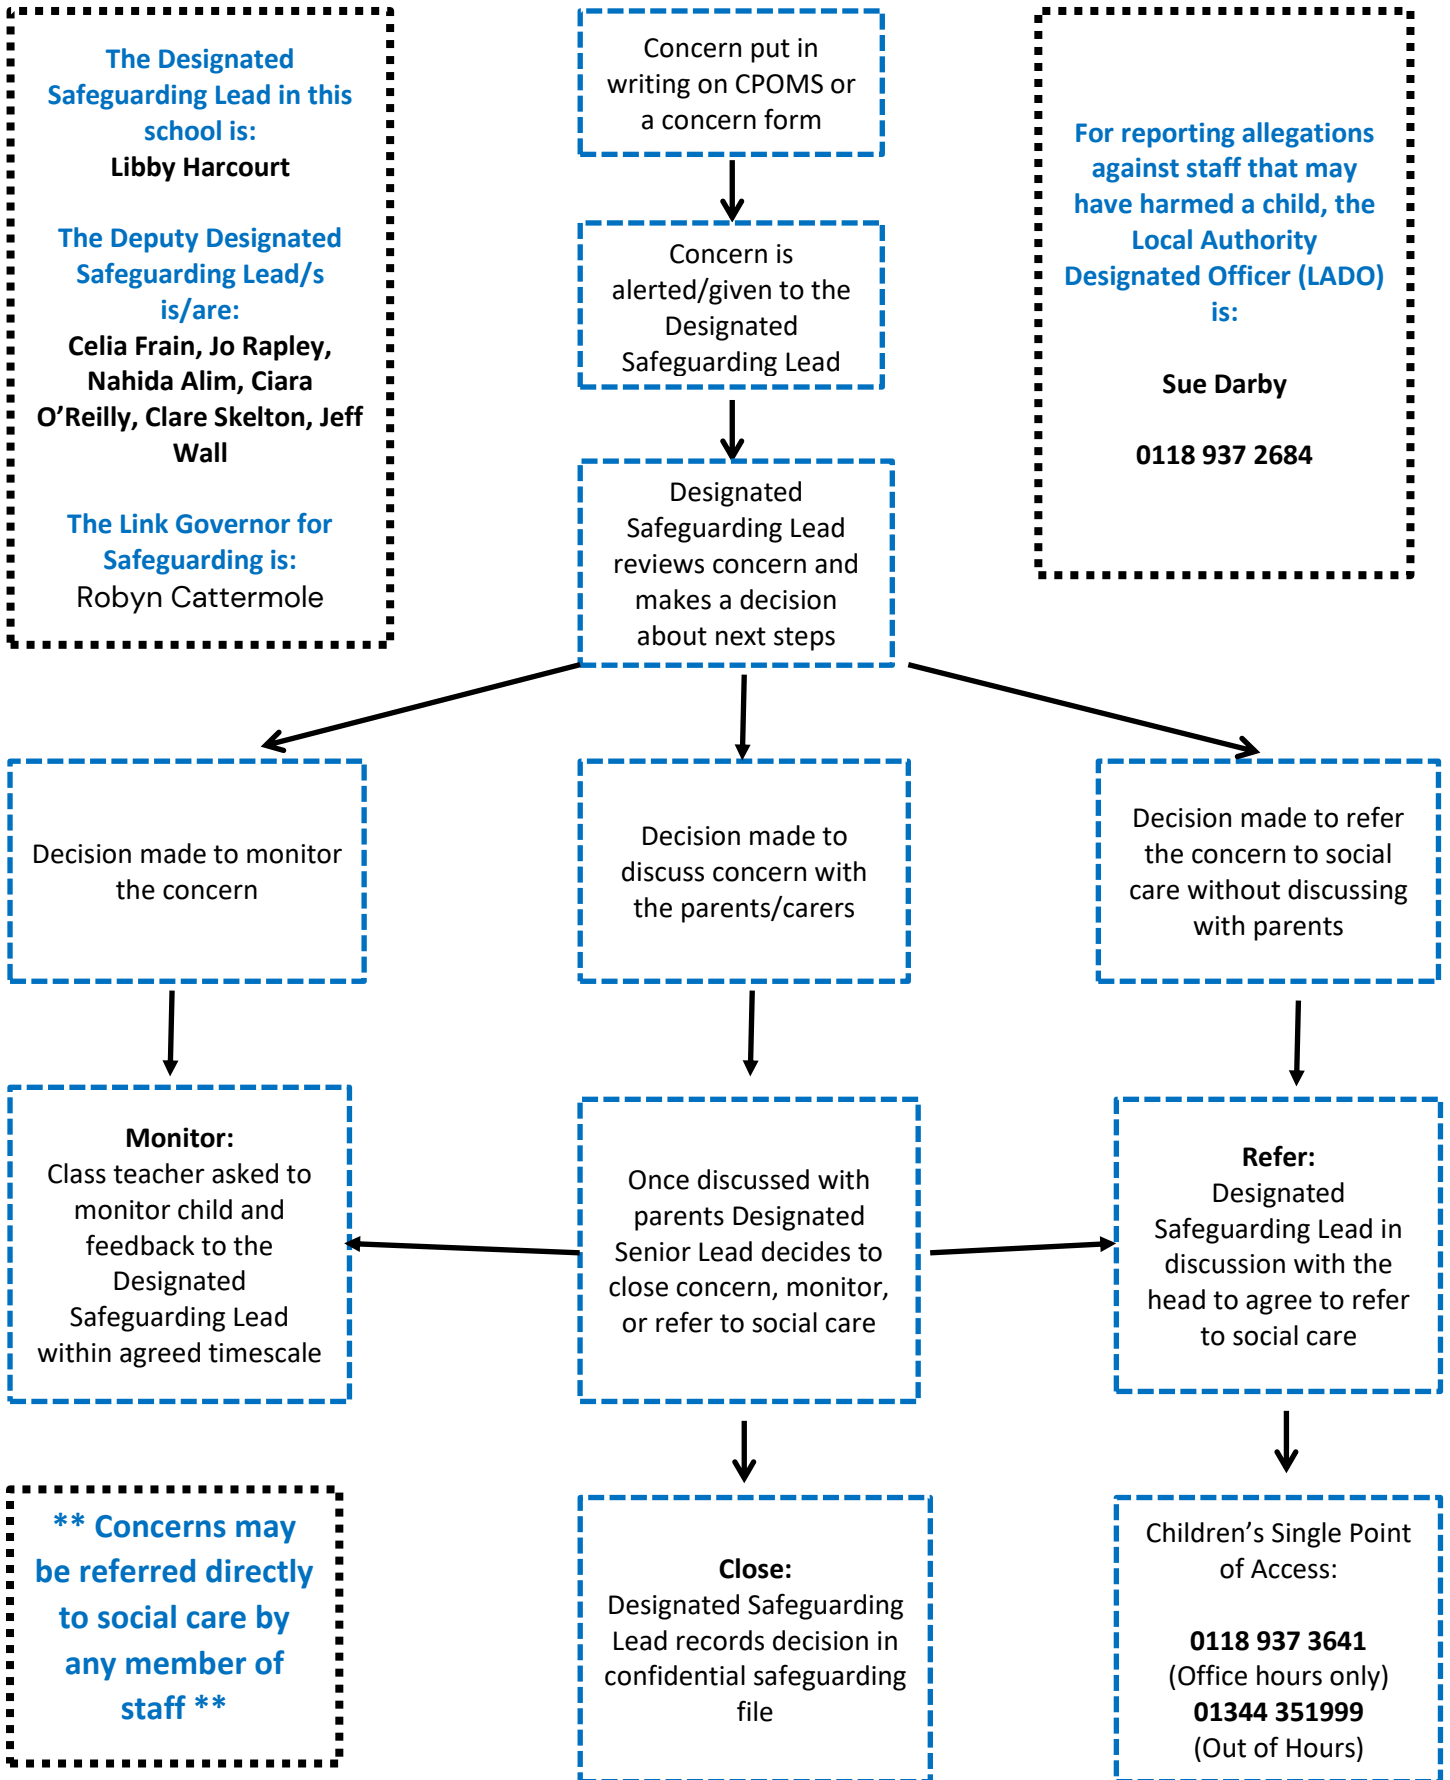 The Designated
Safeguarding Lead in this
school is:
Libby Harcourt
The Deputy Designated
Safeguarding Lead/s
is/are:
Celia Frain, Jo Rapley,
Nahida Alim, Ciara
O’Reilly, Clare Skelton, Jeff
Wall
The Link Governor for
Safeguarding is:
Robyn Cattermole
Concern put in
writing on CPOMS or
a concern form
Concern is
alerted/given to the
Designated
Safeguarding Lead
Designated
Safeguarding Lead
reviews concern and
makes a decision
about next steps
For reporting allegations
against staff that may
have harmed a child, the
Local Authority
Designated Officer (LADO)
is:
Sue Darby
0118 937 2684
Decision made to monitor
the concern
Decision made to
discuss concern with
the parents/carers
Decision made to refer
the concern to social
care without discussing
with parents
Monitor:
Class teacher asked to
monitor child and
feedback to the
Designated
Safeguarding Lead
within agreed timescale
Once discussed with
parents Designated
Senior Lead decides to
close concern, monitor,
or refer to social care
Refer:
Designated
Safeguarding Lead in
discussion with the
head to agree to refer
to social care
** Concerns may
be referred directly
to social care by
any member of
staff **
Close:
Designated Safeguarding
Lead records decision in
confidential safeguarding
file
Children’s Single Point
of Access:
0118 937 3641
(Office hours only)
01344 351999
(Out of Hours)